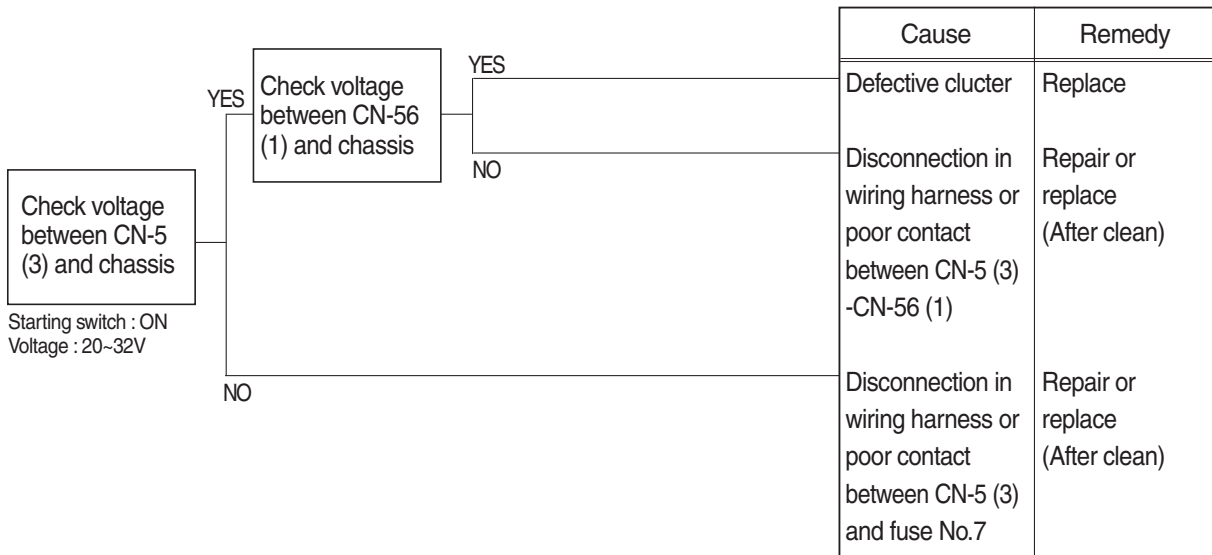 Cause
Remedy
YES
Check voltage
between CN-56
(1) and chassis
YES
Defective clucter
Replace
NO
Disconnection in
wiring harness or
poor contact
between CN-5 (3)
-CN-56 (1)
Repair or
replace
(After clean)
Check voltage
between CN-5
(3) and chassis
Starting switch : ON
Voltage : 20~32V
NO
Disconnection in
wiring harness or
poor contact
between CN-5 (3)
and fuse No.7
Repair or
replace
(After clean)